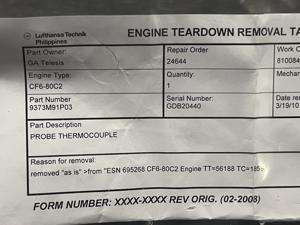 Lufthansa Technik
Philippines
ENGINE TEARDOWN REMOVAL TA
Part Owner: Repair Order Work O
GA Telesis 24644 810084
Engine Type: Quantity: Mechan
CF6-80C2 1
Part Number Serial Number: Date re
9373M91P03 GDB20440 3/19/10
Part Description
PROBE THERMOCOUPLE
Reason for removal:
removed "as is" >from "ESN 695268 CF6-80C2 Engine TT=56188 TC=185
FORM NUMBER: XXXX-XXXX REV ORIG. (02-2008)